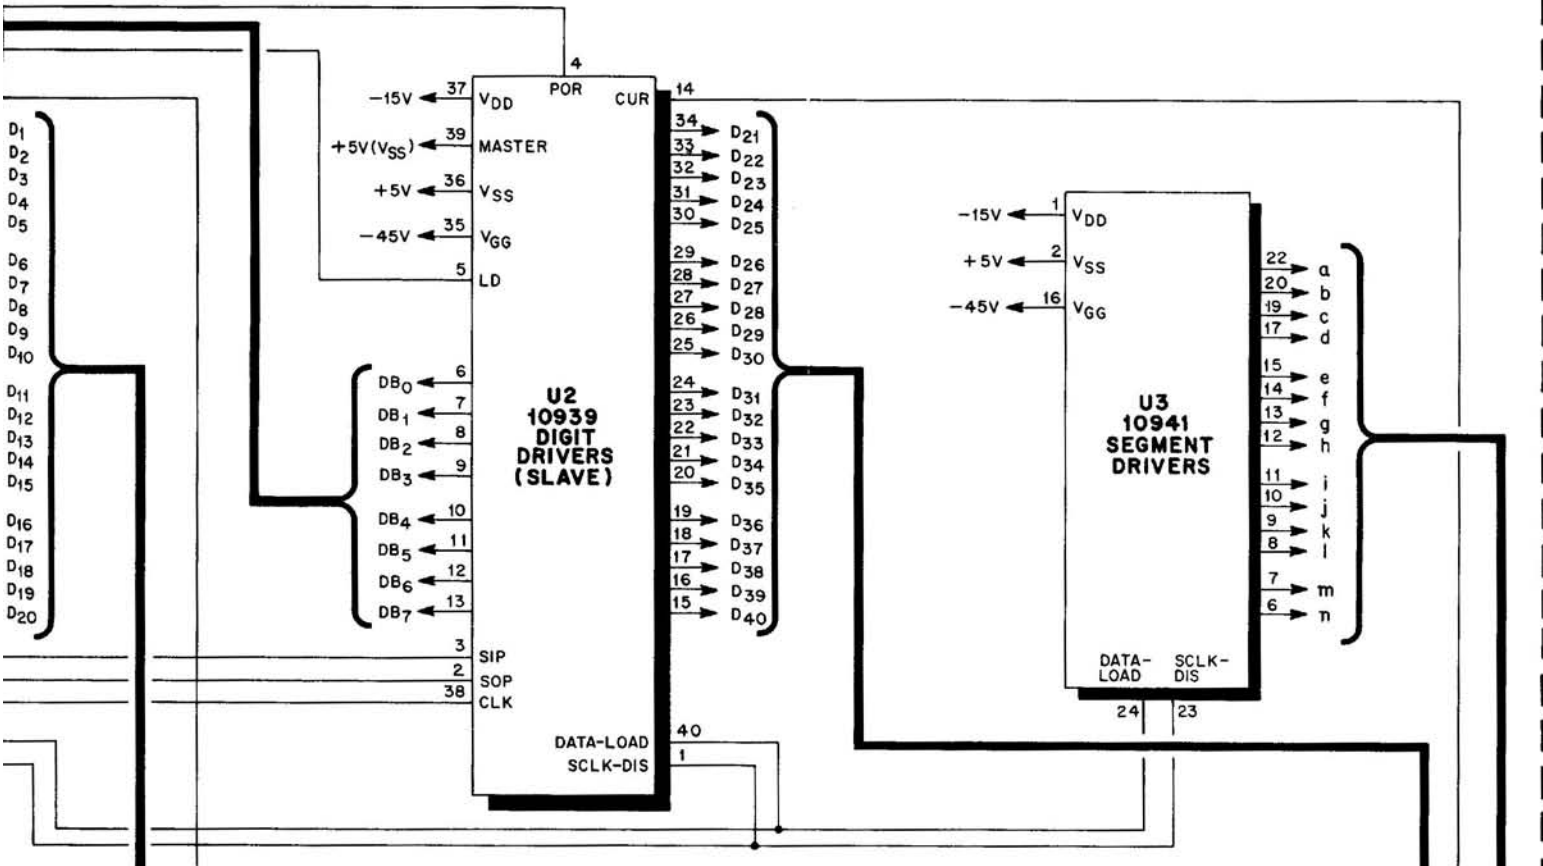 4
37 POR 14
-15V VDD CUR
34
D1 39 D21
+5V(VSS) MASTER 33
D2 D22
32
D3 36 D23
+5V VSS 31
D4 D24
30
D5 35 D25
-45V VGG
29
D6 5 D26
LD 28
D7 D27
27
D8 D28
26
D9 D29
25
D10 D30
6
DB0 24
D11 U2 D31
7 10939 23
D12 DB1 DIGIT D32
8 DRIVERS 22
D13 DB2 (SLAVE) D33
21
D14 9 D34
DB3 20
D15 D35
10 19
D16 DB4 D36
11 18
D17 DB5 D37
12 17
D18 DB6 D38
16
D19 13 D39
DB7 15
D20 D40
3
SIP
2
SOP
38
CLK
DATA-LOAD 40
SCLK-DIS 1
1
-15V VDD
2
+5V VSS
16
-45V VGG
U3
10941
SEGMENT
DRIVERS
22 a
20 b
19 c
17 d
15 e
14 f
13 g
12 h
11 i
10 j
9 k
8 l
7 m
6 n
DATA- SCLK-
LOAD DIS
24 23